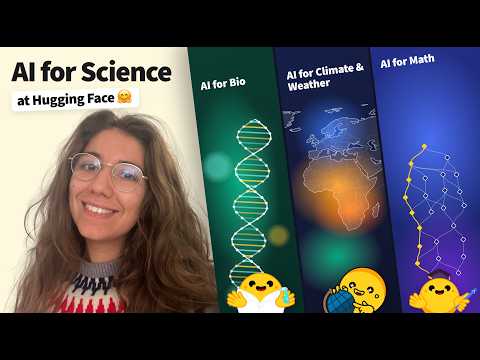 AI for Science
at Hugging Face 🤗
AI for Bio
AI for Climate &
Weather
AI for Math